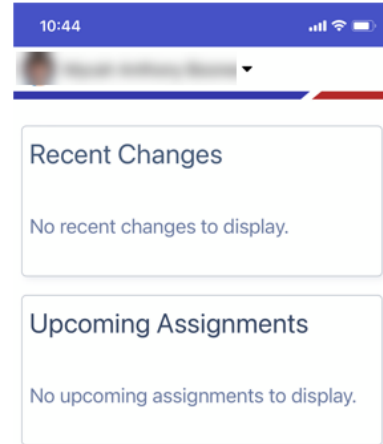 10:44
Recent Changes
No recent changes to display.
Upcoming Assignments
No upcoming assignments to display.